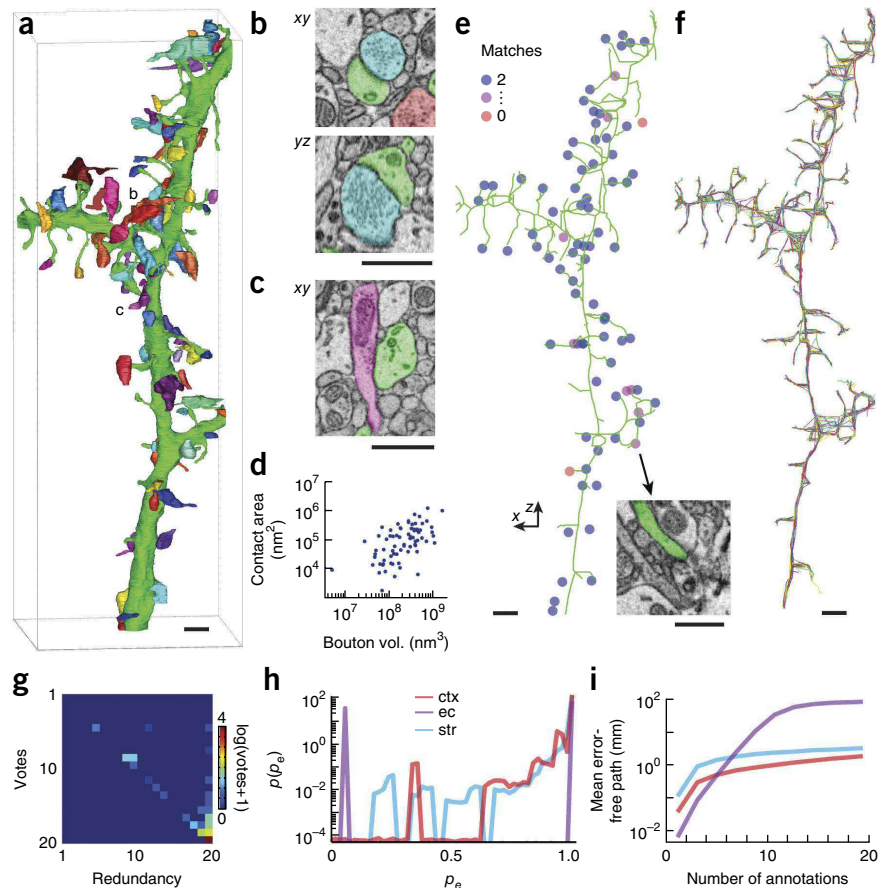 a
b
c
b
xy
yz
c
xy
d
Contact area
(nm²)
10⁷
10⁶
10⁵
10⁴
10⁷ 10⁸ 10⁹
Bouton vol. (nm³)
e
Matches
2
⋮
0
z
x
f
g
Votes
1
10
20
1 10 20
Redundancy
4
0
log(votes+1)
h
p(pₑ)
10²
10⁰
10⁻²
10⁻⁴
0 0.5 1.0
pₑ
ctx
ec
str
i
Mean error-
free path (mm)
10²
10⁰
10⁻²
0 10 20
Number of annotations